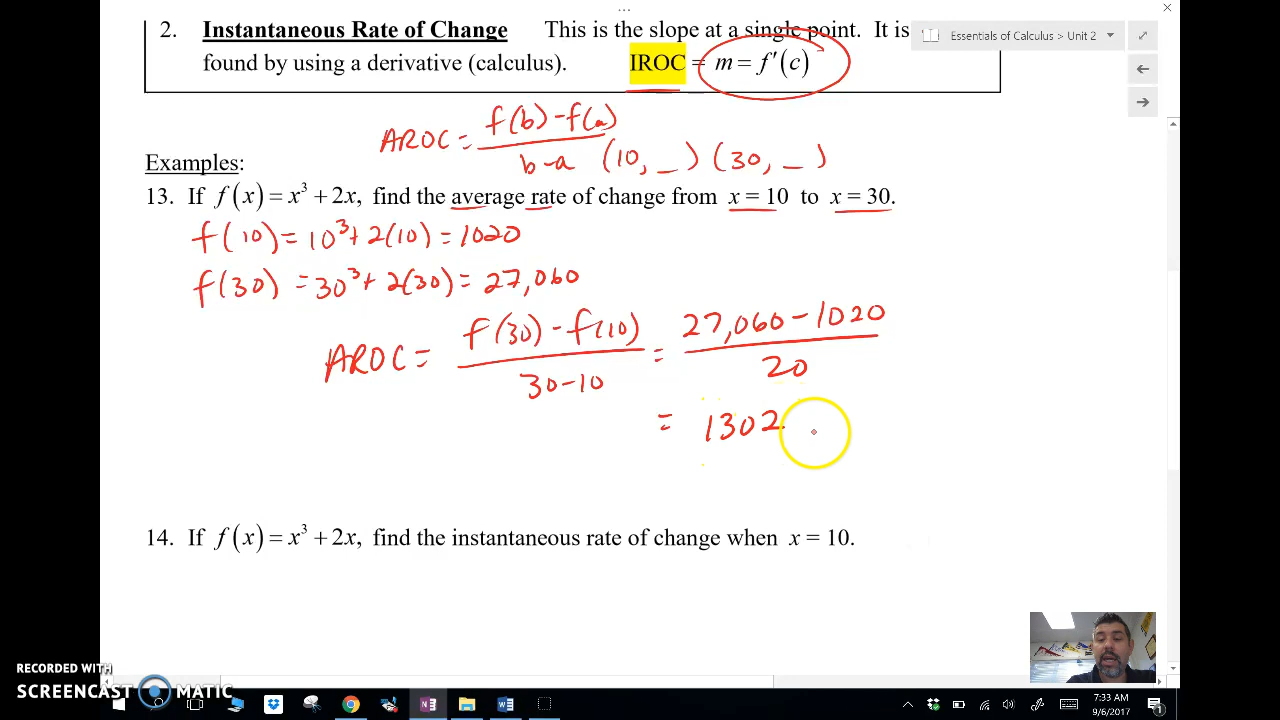 2. Instantaneous Rate of Change This is the slope at a single point. It is
found by using a derivative (calculus). IROC = m = f′(c)
Essentials of Calculus > Unit 2
AROC = f(b) - f(a) / b-a (10, _) (30, _)
Examples:
13. If f(x) = x³ + 2x, find the average rate of change from x = 10 to x = 30.
f(10) = 10³ + 2(10) = 1020
f(30) = 30³ + 2(30) = 27,060
AROC = f(30) - f(10) / 30-10 = 27,060 - 1020 / 20
= 1302
14. If f(x) = x³ + 2x, find the instantaneous rate of change when x = 10.
RECORDED WITH
SCREENCAST MATIC
7:33 AM
9/6/2017